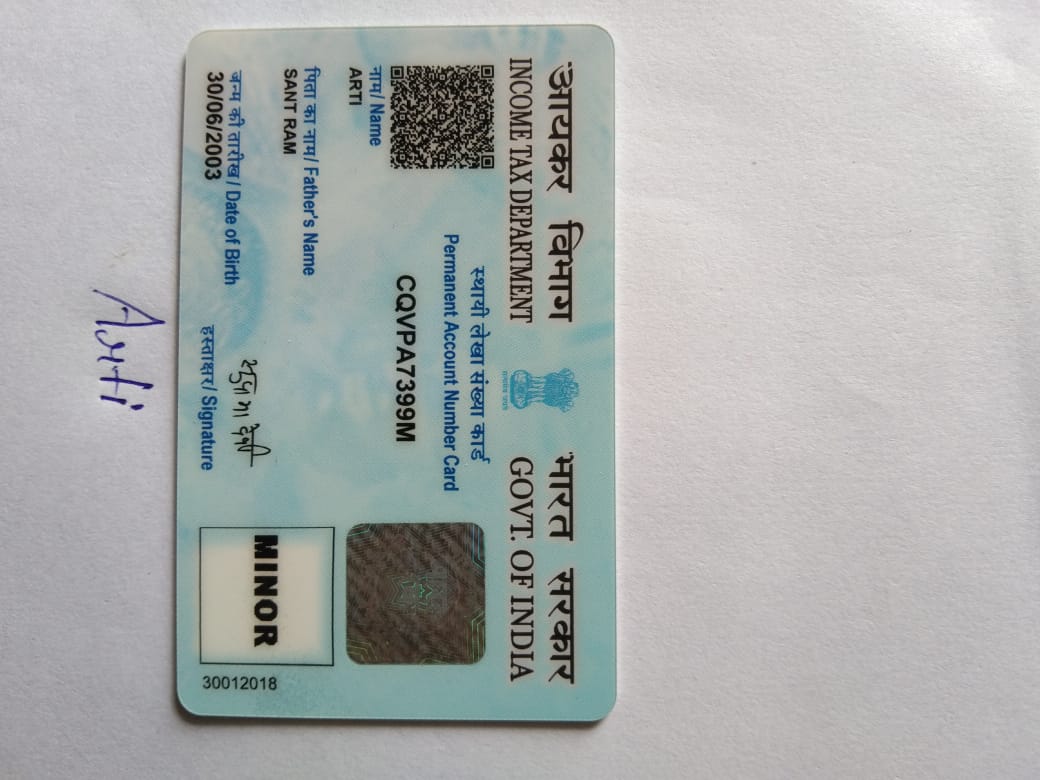 आयकर विभाग
INCOME TAX DEPARTMENT
सत्यमेव जयते
भारत सरकार
GOVT. OF INDIA
स्थायी लेखा संख्या कार्ड
Permanent Account Number Card
CQVPA7399M
नाम/ Name
ARTI
पिता का नाम/ Father's Name
SANT RAM
जन्म की तारीख/ Date of Birth
30/06/2003
हस्ताक्षर/ Signature
MINOR
30012018
Arti